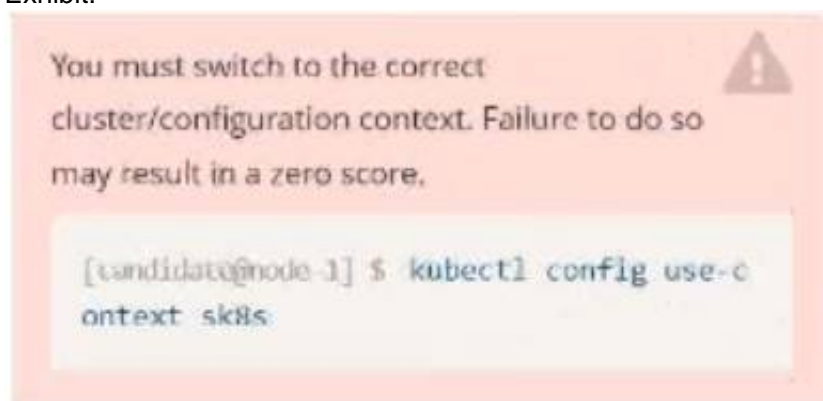 Exhibit:
You must switch to the correct
cluster/configuration context. Failure to do so
may result in a zero score.
[candidate@node-1] $ kubectl config use-c
ontext sk8s